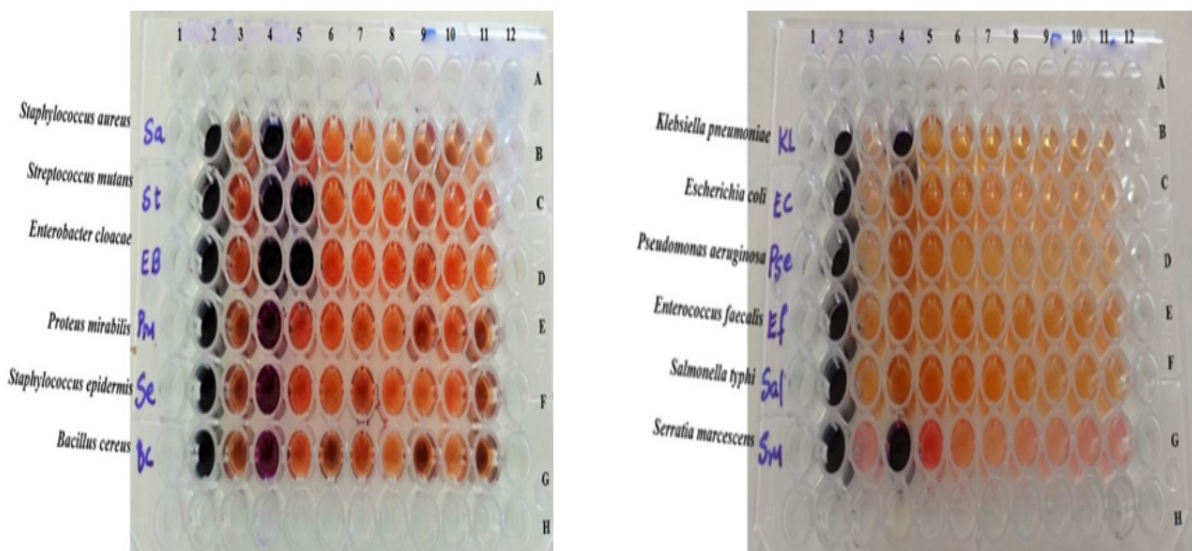 1 2 3 4 5 6 7 8 9 10 11 12
A
Staphylococcus aureus Sa B
Streptococcus mutans St C
Enterobacter cloacae EB D
Proteus mirabilis Pm E
Staphylococcus epidermis Se F
Bacillus cereus BC G
H
1 2 3 4 5 6 7 8 9 10 11 12
A
Klebsiella pneumoniae KL B
Escherichia coli EC C
Pseudomonas aeruginosa Pse D
Enterococcus faecalis Ef E
Salmonella typhi Sal F
Serratia marcescens Sm G
H